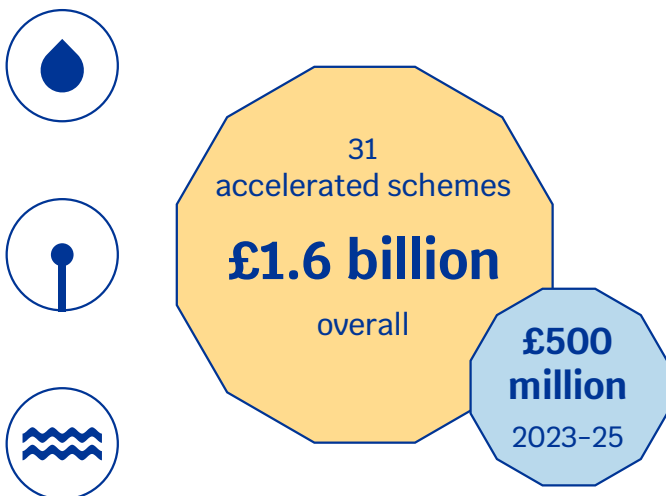 31
accelerated schemes
£1.6 billion
overall
£500
million
2023–25